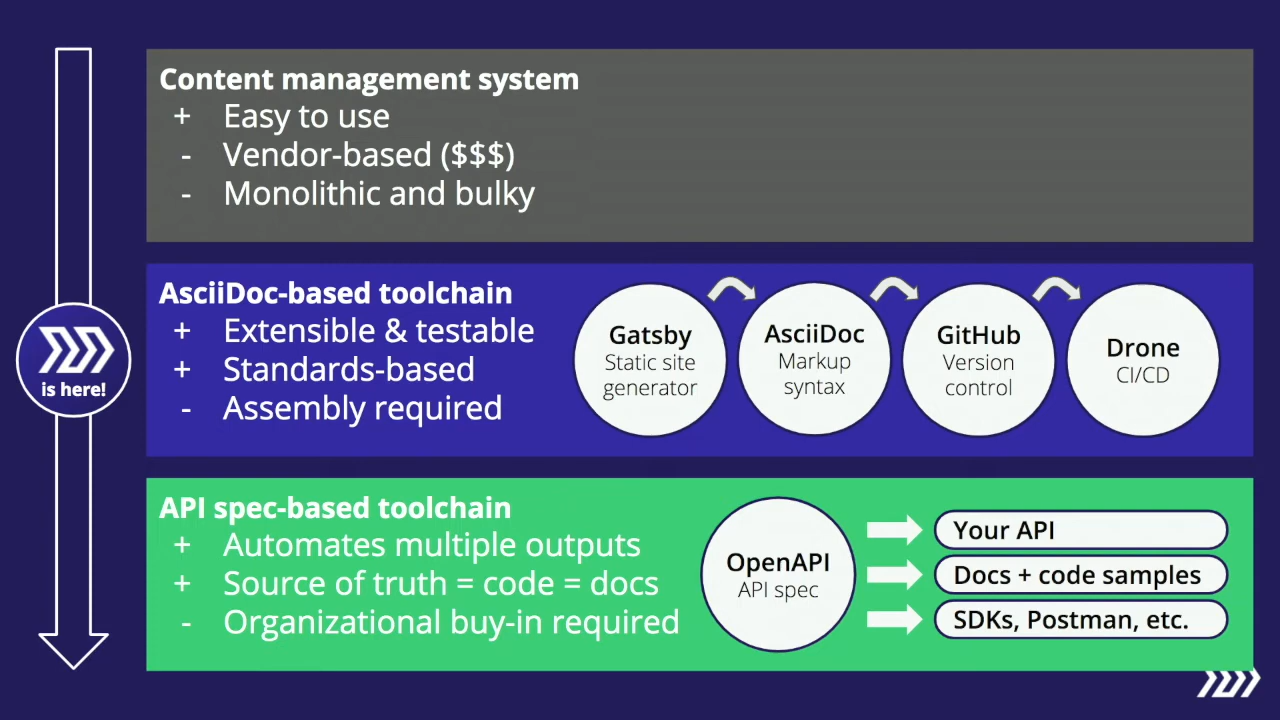 Content management system
+ Easy to use
- Vendor-based ($$$)
- Monolithic and bulky
is here!
AsciiDoc-based toolchain
+ Extensible & testable
+ Standards-based
- Assembly required
Gatsby
Static site
generator
AsciiDoc
Markup
syntax
GitHub
Version
control
Drone
CI/CD
API spec-based toolchain
+ Automates multiple outputs
+ Source of truth = code = docs
- Organizational buy-in required
OpenAPI
API spec
Your API
Docs + code samples
SDKs, Postman, etc.